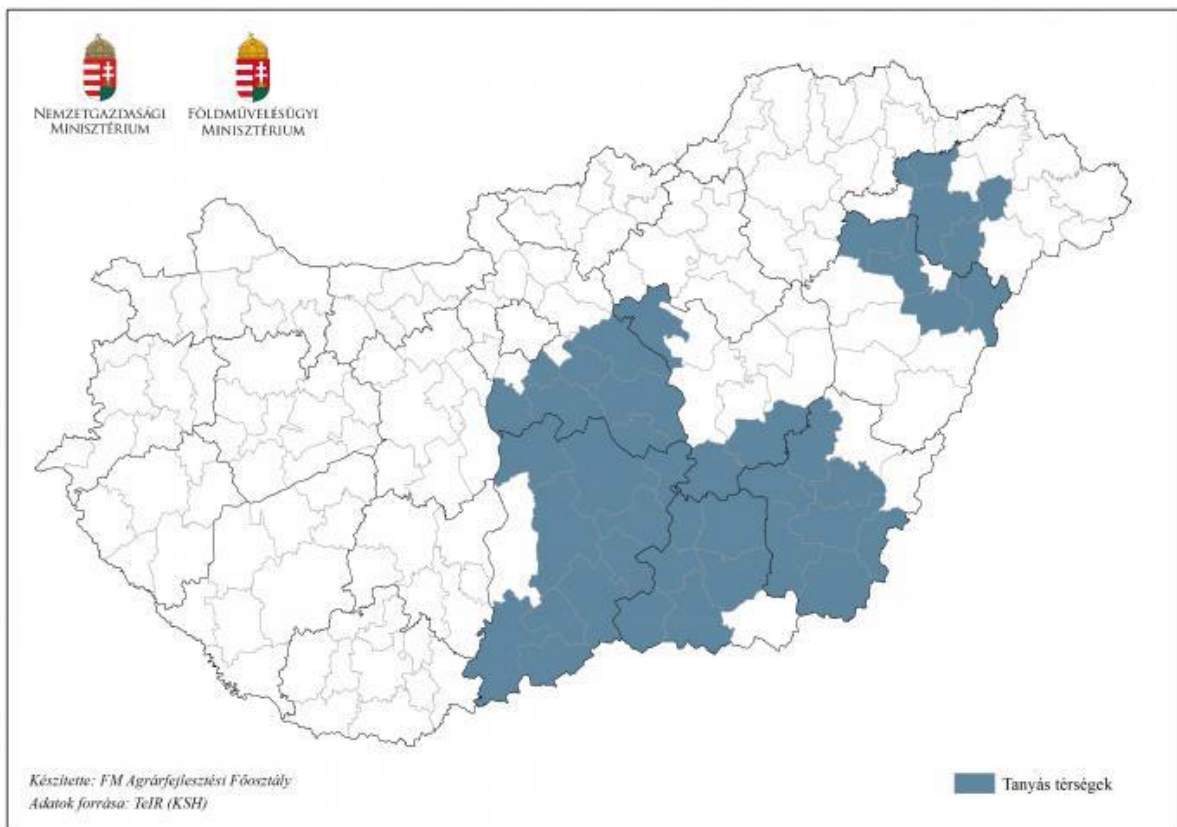 NEMZETGAZDASÁGI
MINISZTÉRIUM
FÖLDMŰVELÉSÜGYI
MINISZTÉRIUM
Készítette: FM Agrárfejlesztési Főosztály
Adatok forrása: TeIR (KSH)
Tanyás térségek